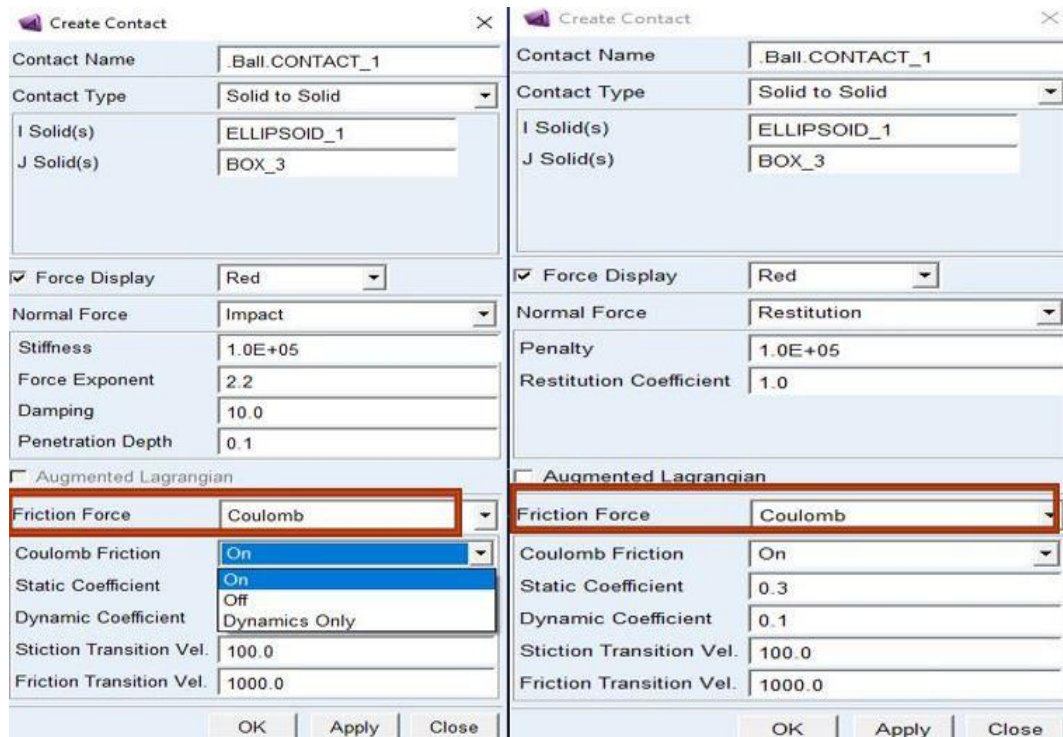 Create Contact
Contact Name .Ball.CONTACT_1
Contact Type Solid to Solid
I Solid(s) ELLIPSOID_1
J Solid(s) BOX_3
Force Display Red
Normal Force Impact
Stiffness 1.0E+05
Force Exponent 2.2
Damping 10.0
Penetration Depth 0.1
Augmented Lagrangian
Friction Force Coulomb
Coulomb Friction On
Static Coefficient On
Off
Dynamic Coefficient Dynamics Only
Stiction Transition Vel. 100.0
Friction Transition Vel. 1000.0
OK Apply Close
Create Contact
Contact Name .Ball.CONTACT_1
Contact Type Solid to Solid
I Solid(s) ELLIPSOID_1
J Solid(s) BOX_3
Force Display Red
Normal Force Restitution
Penalty 1.0E+05
Restitution Coefficient 1.0
Augmented Lagrangian
Friction Force Coulomb
Coulomb Friction On
Static Coefficient 0.3
Dynamic Coefficient 0.1
Stiction Transition Vel. 100.0
Friction Transition Vel. 1000.0
OK Apply Close